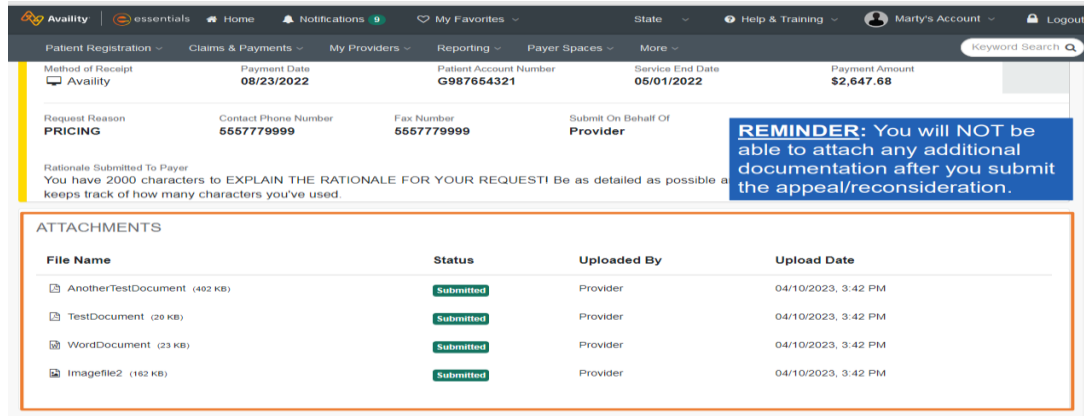 Availity essentials Home Notifications 9 My Favorites State Help & Training Marty's Account Logout
Patient Registration Claims & Payments My Providers Reporting Payer Spaces More Keyword Search
Method of Receipt Payment Date Patient Account Number Service End Date Payment Amount
Availity 08/23/2022 G987654321 05/01/2022 $2,647.68
Request Reason Contact Phone Number Fax Number Submit On Behalf Of
PRICING 5557779999 5557779999 Provider
REMINDER: You will NOT be
able to attach any additional
documentation after you submit
the appeal/reconsideration.
Rationale Submitted To Payer
You have 2000 characters to EXPLAIN THE RATIONALE FOR YOUR REQUEST! Be as detailed as possible a
keeps track of how many characters you've used.
ATTACHMENTS
File Name Status Uploaded By Upload Date
AnotherTestDocument (402 KB) Submitted Provider 04/10/2023, 3:42 PM
TestDocument (20 KB) Submitted Provider 04/10/2023, 3:42 PM
WordDocument (23 KB) Submitted Provider 04/10/2023, 3:42 PM
Imagefile2 (162 KB) Submitted Provider 04/10/2023, 3:42 PM